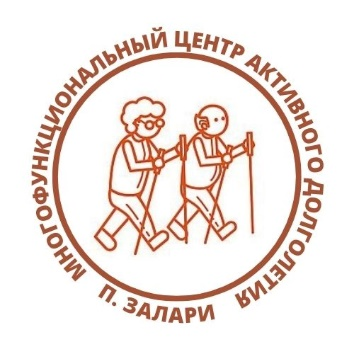 МНОГОФУНКЦИОНАЛЬНЫЙ ЦЕНТР АКТИВНОГО ДОЛГОЛЕТИЯ
П. ЗАЛАРИ